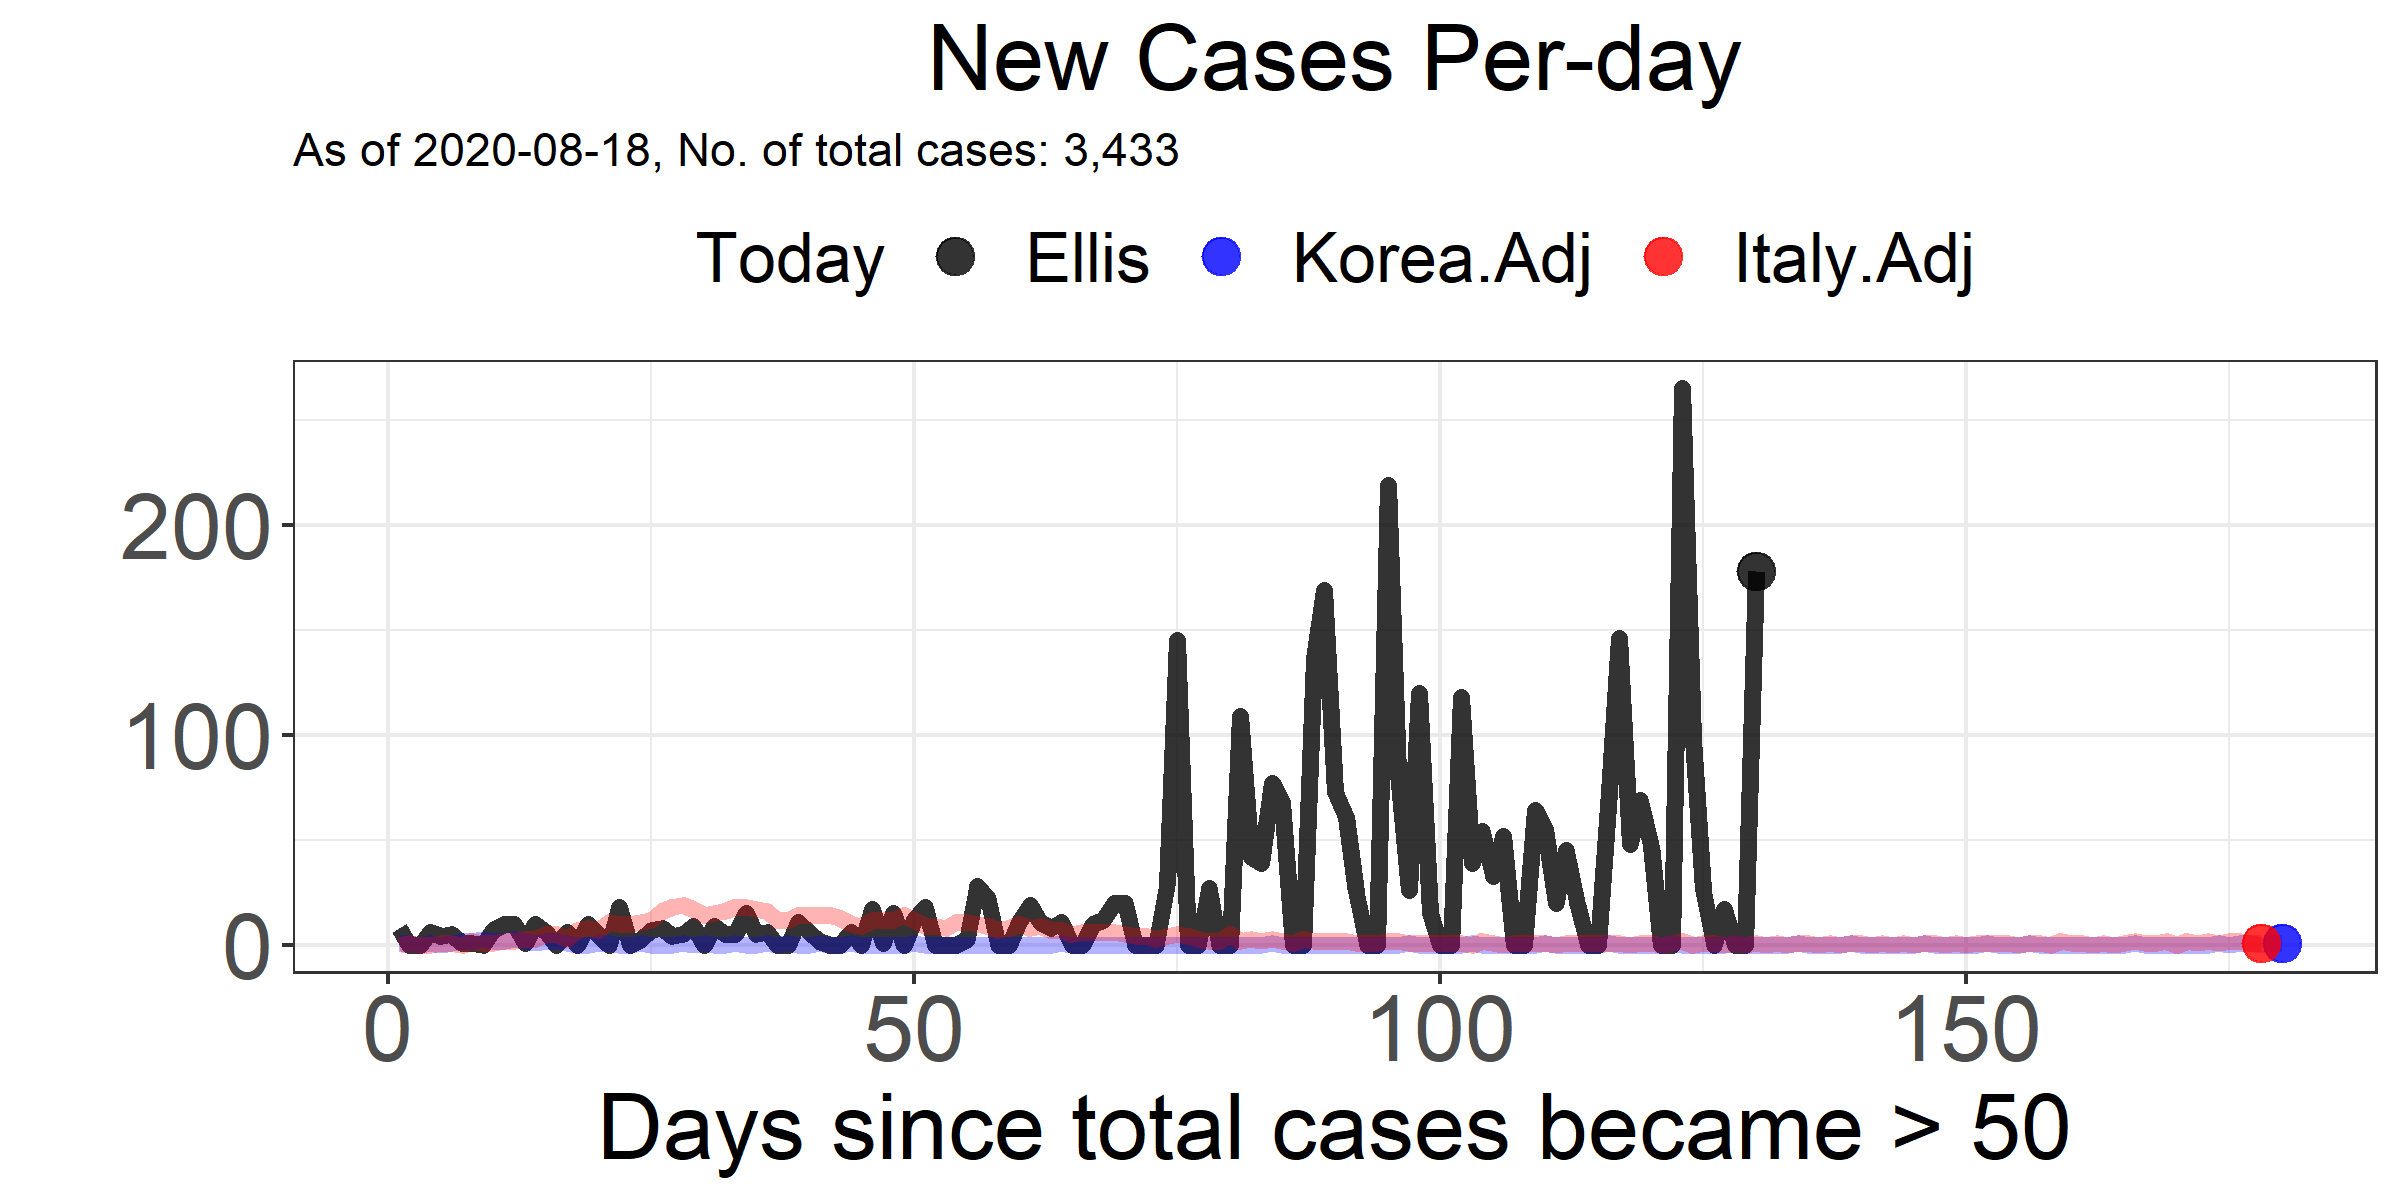 New Cases Per-day
As of 2020-08-18, No. of total cases: 3,433
Today Ellis Korea.Adj Italy.Adj
200
100
0
0 50 100 150
Days since total cases became > 50